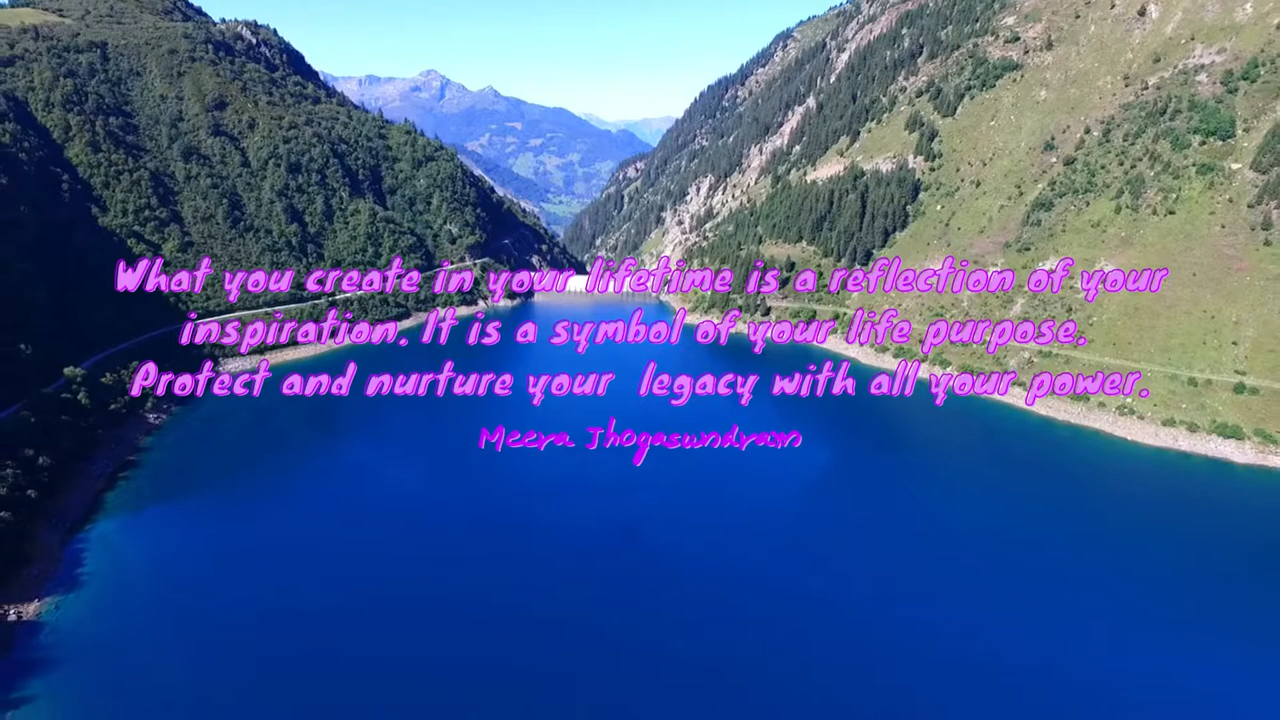 What you create in your lifetime is a reflection of your
inspiration. It is a symbol of your life purpose.
Protect and nurture your legacy with all your power.
Meera Jhogasundram